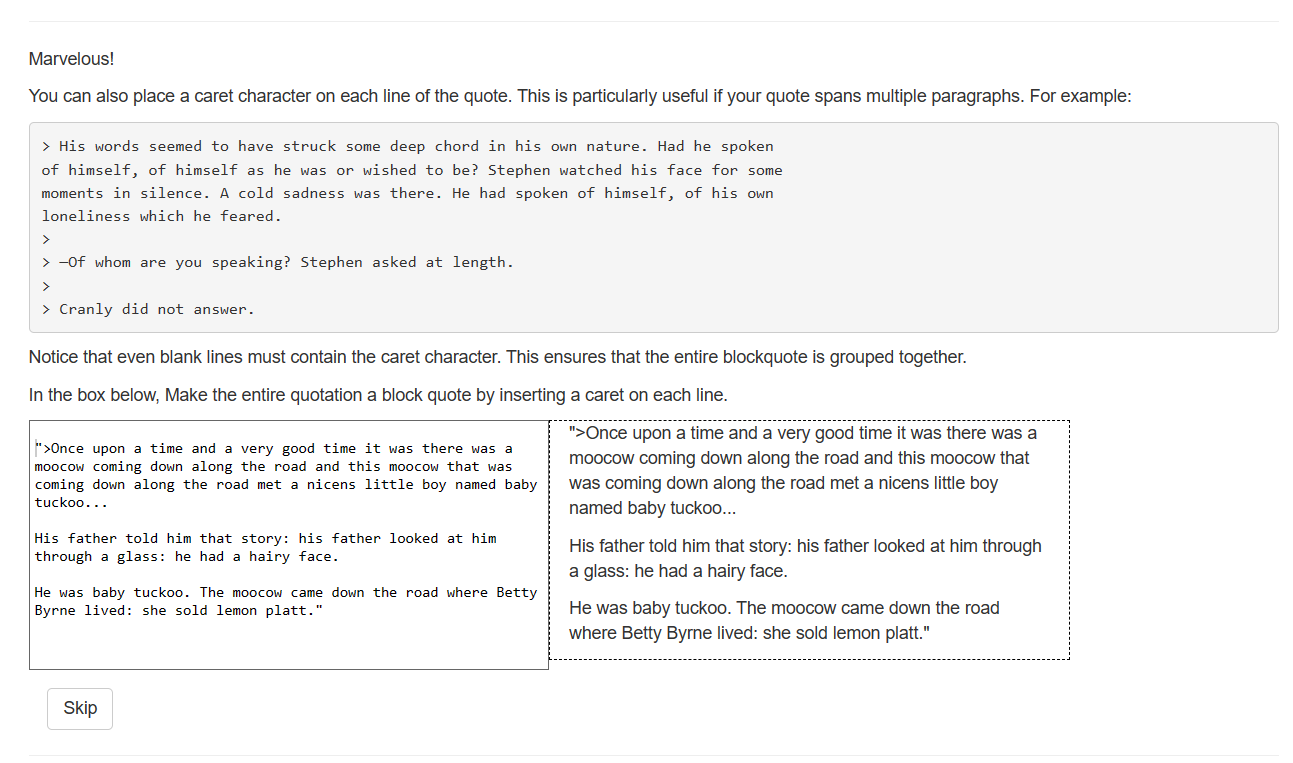 Marvelous!
You can also place a caret character on each line of the quote. This is particularly useful if your quote spans multiple paragraphs. For example:
> His words seemed to have struck some deep chord in his own nature. Had he spoken
of himself, of himself as he was or wished to be? Stephen watched his face for some
moments in silence. A cold sadness was there. He had spoken of himself, of his own
loneliness which he feared.
>
> —Of whom are you speaking? Stephen asked at length.
>
> Cranly did not answer.
Notice that even blank lines must contain the caret character. This ensures that the entire blockquote is grouped together.
In the box below, Make the entire quotation a block quote by inserting a caret on each line.
">Once upon a time and a very good time it was there was a
moocow coming down along the road and this moocow that was
coming down along the road met a nicens little boy named baby
tuckoo...
His father told him that story: his father looked at him
through a glass: he had a hairy face.
He was baby tuckoo. The moocow came down the road where Betty
Byrne lived: she sold lemon platt."
">Once upon a time and a very good time it was there was a
moocow coming down along the road and this moocow that
was coming down along the road met a nicens little boy
named baby tuckoo...
His father told him that story: his father looked at him through
a glass: he had a hairy face.
He was baby tuckoo. The moocow came down the road
where Betty Byrne lived: she sold lemon platt."
Skip